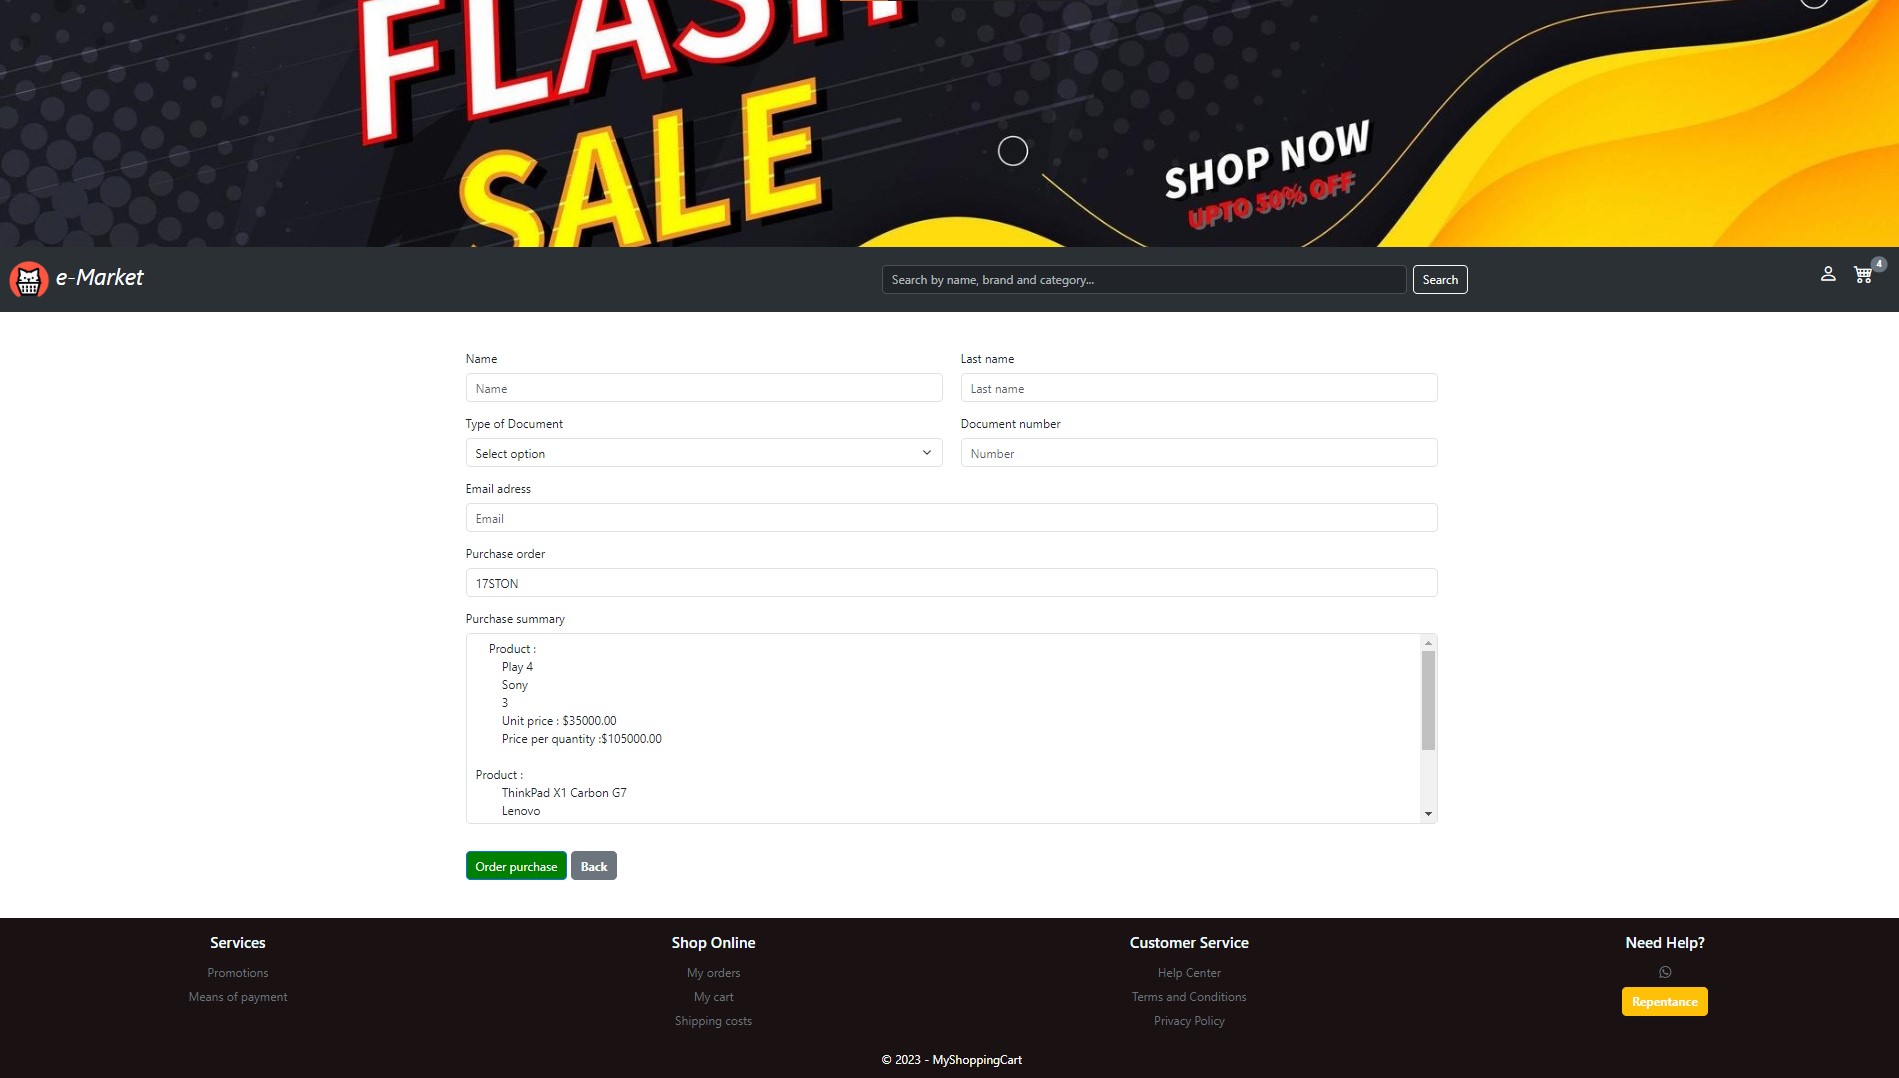 FLASH
SALE
SHOP NOW
UPTO 50% OFF
e-Market
Search by name, brand and category...
Search
4
Name
Last name
Name
Last name
Type of Document
Document number
Select option
Number
Email adress
Email
Purchase order
17STON
Purchase summary
Product :
Play 4
Sony
3
Unit price : $35000.00
Price per quantity :$105000.00
Product :
ThinkPad X1 Carbon G7
Lenovo
Order purchase
Back
Services
Promotions
Means of payment
Shop Online
My orders
My cart
Shipping costs
Customer Service
Help Center
Terms and Conditions
Privacy Policy
Need Help?
Repentance
© 2023 - MyShoppingCart